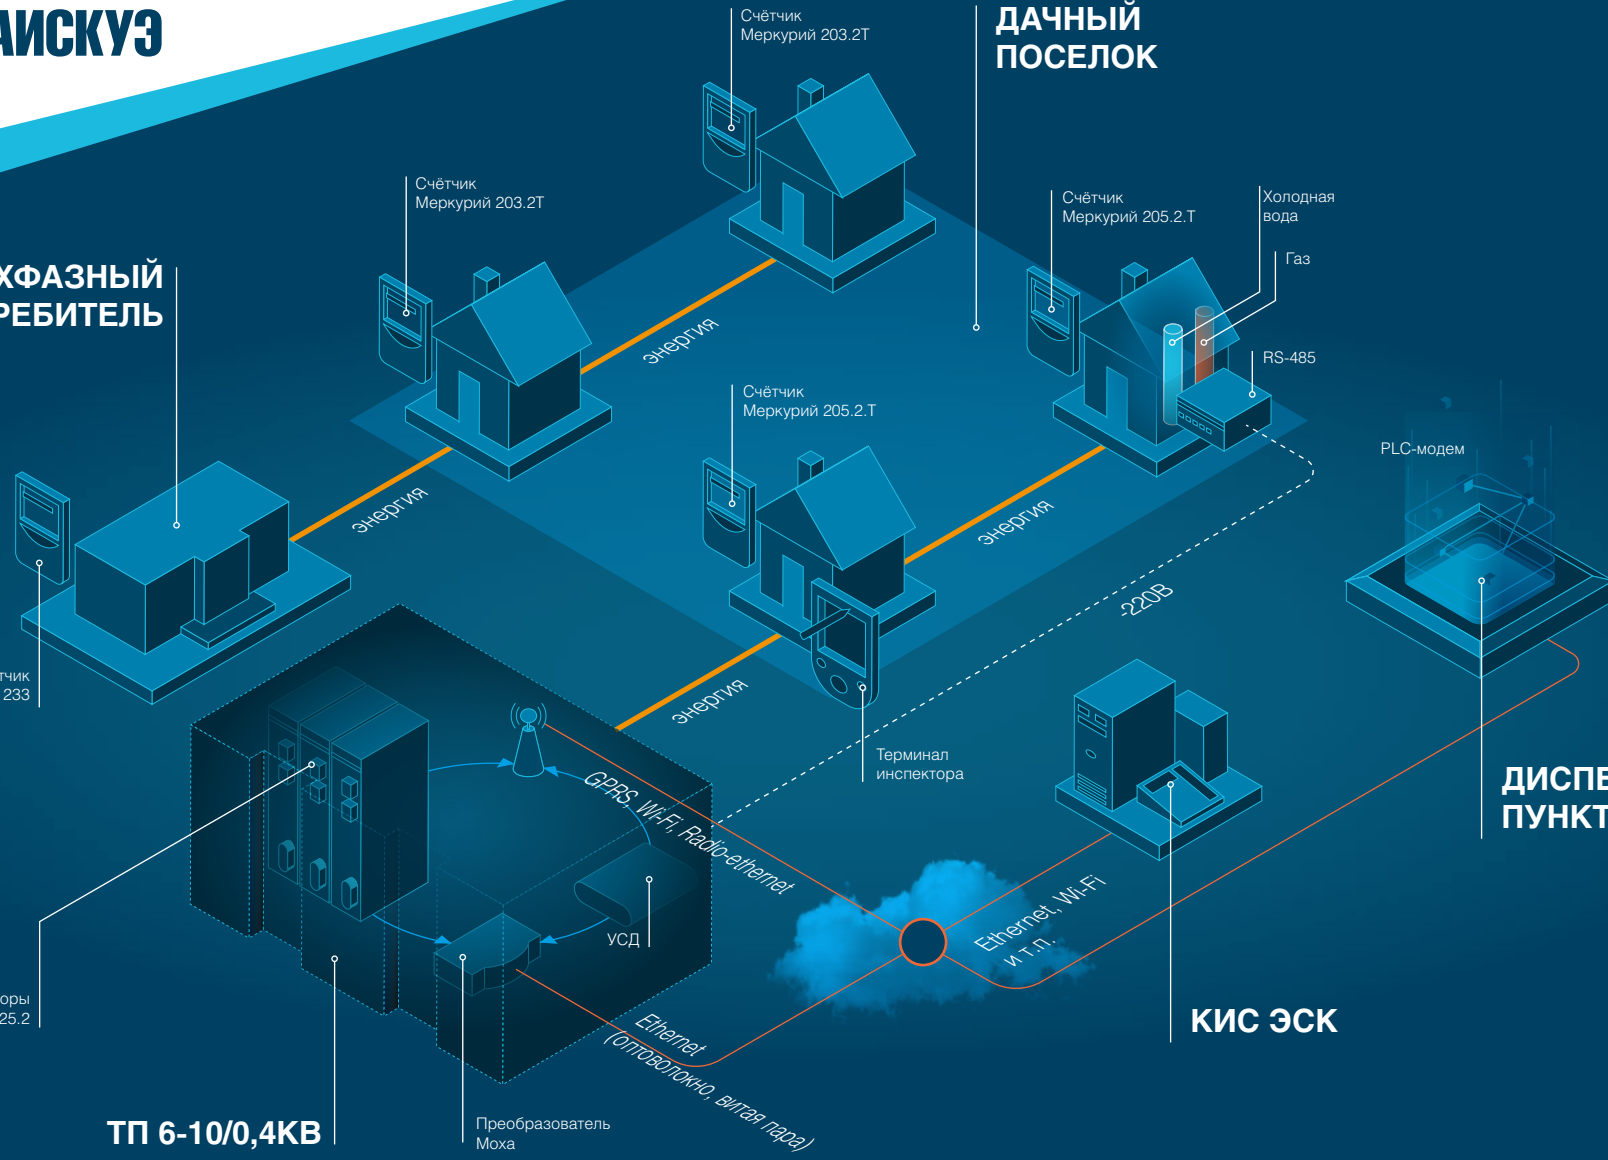 АИСКУЭ
Счётчик
Меркурий 203.2Т
ДАЧНЫЙ
ПОСЕЛОК
Счётчик
Меркурий 203.2Т
Счётчик
Меркурий 205.2.Т
Холодная
вода
Газ
ХФАЗНЫЙ
РЕБИТЕЛЬ
энергия
RS-485
Счётчик
Меркурий 205.2.Т
PLC-модем
энергия
энергия
-220В
тчик
233
энергия
Терминал
инспектора
GPRS, Wi-Fi, Radio-ethernet
ДИСПЕ
ПУНКТ
Ethernet, Wi-Fi
и т.п.
УСД
оры
25.2
КИС ЭСК
Ethernet
(оптоволокно, витая пара)
ТП 6-10/0,4КВ
Преобразователь
Моха